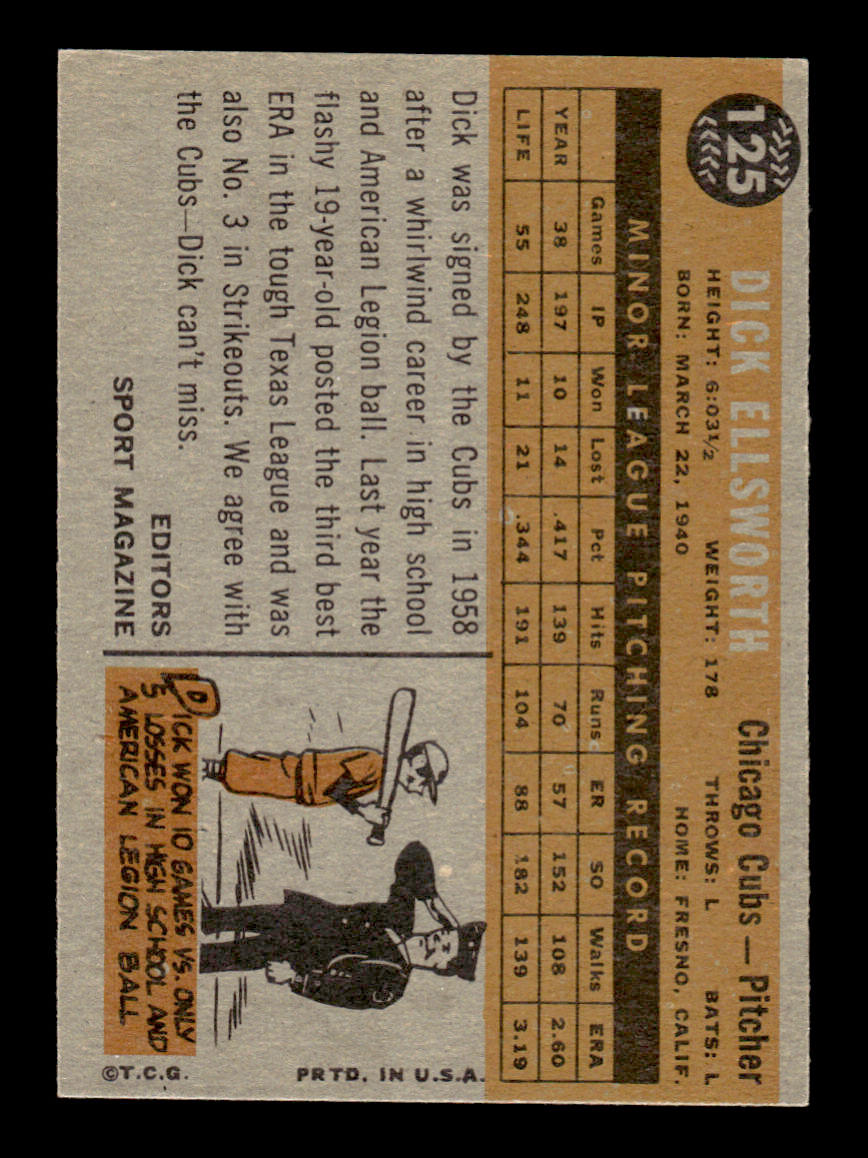 125
DICK ELLSWORTH Chicago Cubs — Pitcher
HEIGHT: 6:03½ WEIGHT: 178 THROWS: L BATS: L
BORN: MARCH 22, 1940 HOME: FRESNO, CALIF.
MINOR LEAGUE PITCHING RECORD
Games IP Won Lost Pct Hits Runs ER SO Walks ERA
YEAR 38 197 10 14 .417 139 70 57 152 108 2.60
LIFE 55 248 11 21 .344 191 104 88 182 139 3.19
Dick was signed by the Cubs in 1958
after a whirlwind career in high school
and American Legion ball. Last year the
flashy 19-year-old posted the third best
ERA in the tough Texas League and was
also No. 3 in Strikeouts. We agree with
the Cubs—Dick can't miss.
EDITORS
SPORT MAGAZINE
DICK WON 10 GAMES VS. ONLY
5 LOSSES IN HIGH SCHOOL AND
AMERICAN LEGION BALL
©T.C.G. PRTD. IN U.S.A.